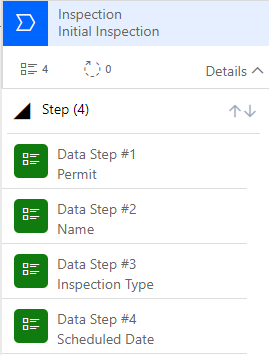 Inspection
Initial Inspection
4 0 Details
Step (4)
Data Step #1
Permit
Data Step #2
Name
Data Step #3
Inspection Type
Data Step #4
Scheduled Date